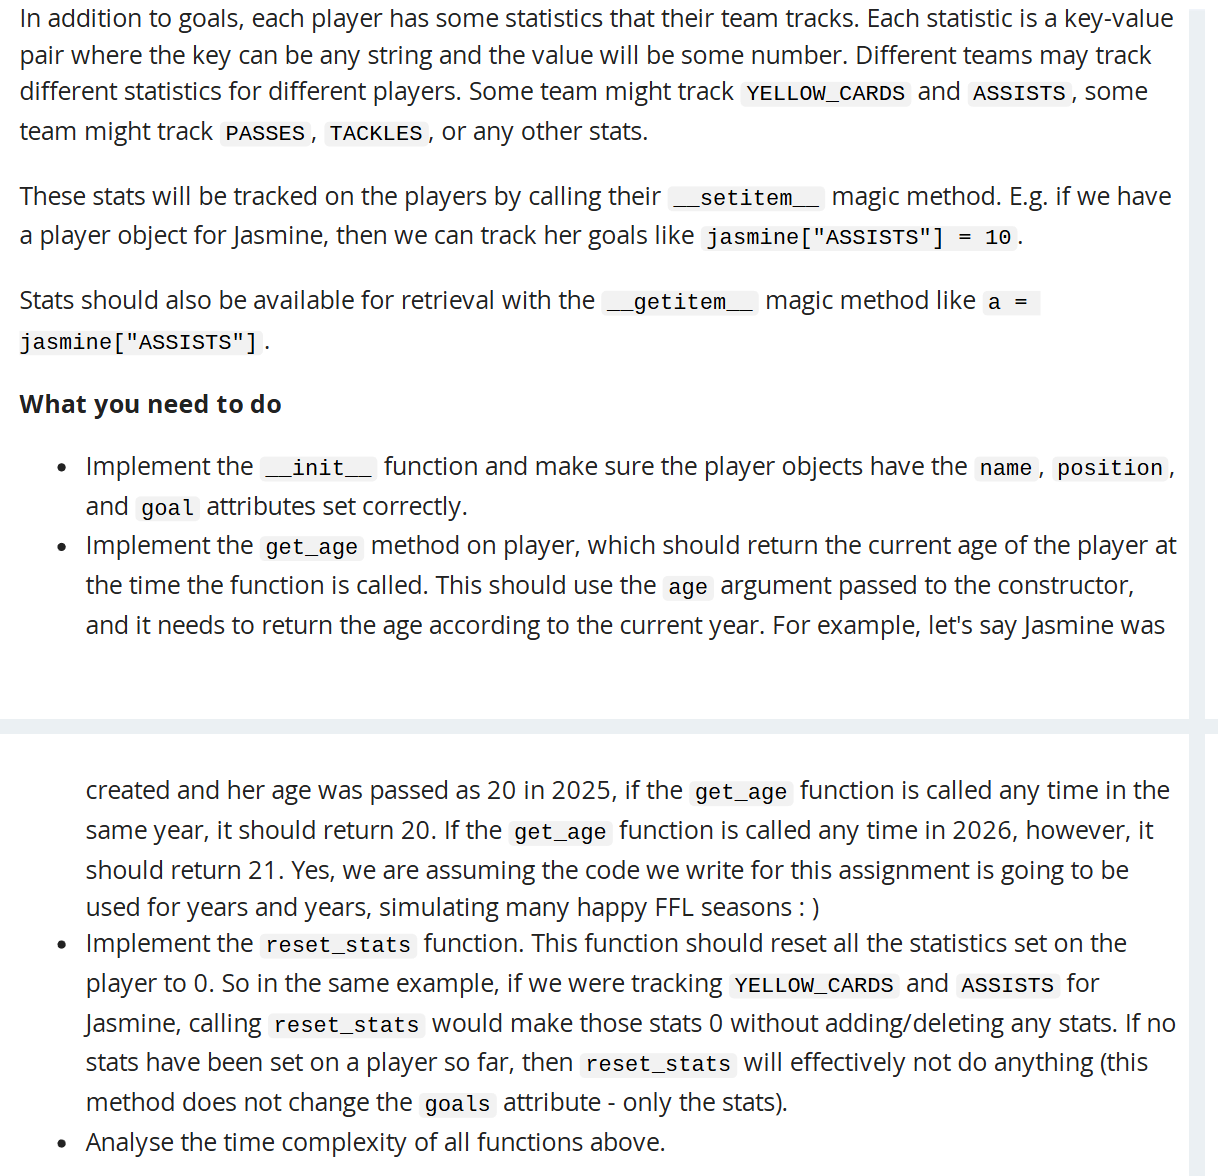 In addition to goals, each player has some statistics that their team tracks. Each statistic is a key-value
pair where the key can be any string and the value will be some number. Different teams may track
different statistics for different players. Some team might track YELLOW_CARDS and ASSISTS, some
team might track PASSES, TACKLES, or any other stats.
These stats will be tracked on the players by calling their __setitem__ magic method. E.g. if we have
a player object for Jasmine, then we can track her goals like jasmine["ASSISTS"] = 10.
Stats should also be available for retrieval with the __getitem__ magic method like a =
jasmine["ASSISTS"].
What you need to do
• Implement the __init__ function and make sure the player objects have the name, position,
and goal attributes set correctly.
• Implement the get_age method on player, which should return the current age of the player at
the time the function is called. This should use the age argument passed to the constructor,
and it needs to return the age according to the current year. For example, let's say Jasmine was
created and her age was passed as 20 in 2025, if the get_age function is called any time in the
same year, it should return 20. If the get_age function is called any time in 2026, however, it
should return 21. Yes, we are assuming the code we write for this assignment is going to be
used for years and years, simulating many happy FFL seasons : )
• Implement the reset_stats function. This function should reset all the statistics set on the
player to 0. So in the same example, if we were tracking YELLOW_CARDS and ASSISTS for
Jasmine, calling reset_stats would make those stats 0 without adding/deleting any stats. If no
stats have been set on a player so far, then reset_stats will effectively not do anything (this
method does not change the goals attribute - only the stats).
• Analyse the time complexity of all functions above.